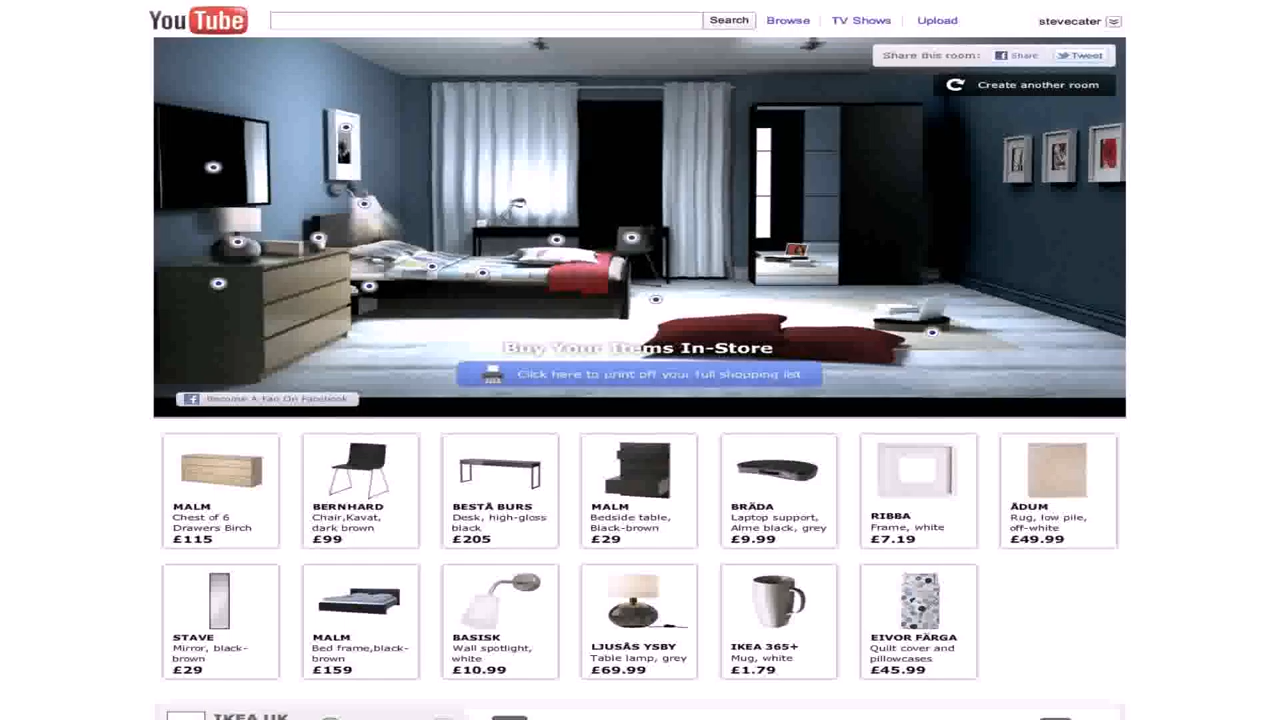 YouTube
Search
Browse
TV Shows
Upload
stevecater
Share this room:
Share
Tweet
Create another room
Buy Your Items In-Store
Click here to print off your full shopping list
Become A Fan On Facebook
MALM
Chest of 6
Drawers Birch
£115
BERNHARD
Chair,Kavat,
dark brown
£99
BESTÅ BURS
Desk, high-gloss
black
£205
MALM
Bedside table,
Black-brown
£29
BRÄDA
Laptop support,
Alme black, grey
£9.99
RIBBA
Frame, white
£7.19
ÅDUM
Rug, low pile,
off-white
£49.99
STAVE
Mirror, black-
brown
£29
MALM
Bed frame,black-
brown
£159
BASISK
Wall spotlight,
white
£10.99
LJUSÅS YSBY
Table lamp, grey
£69.99
IKEA 365+
Mug, white
£1.79
EIVOR FÄRGA
Quilt cover and
pillowcases
£45.99
IKEA UK